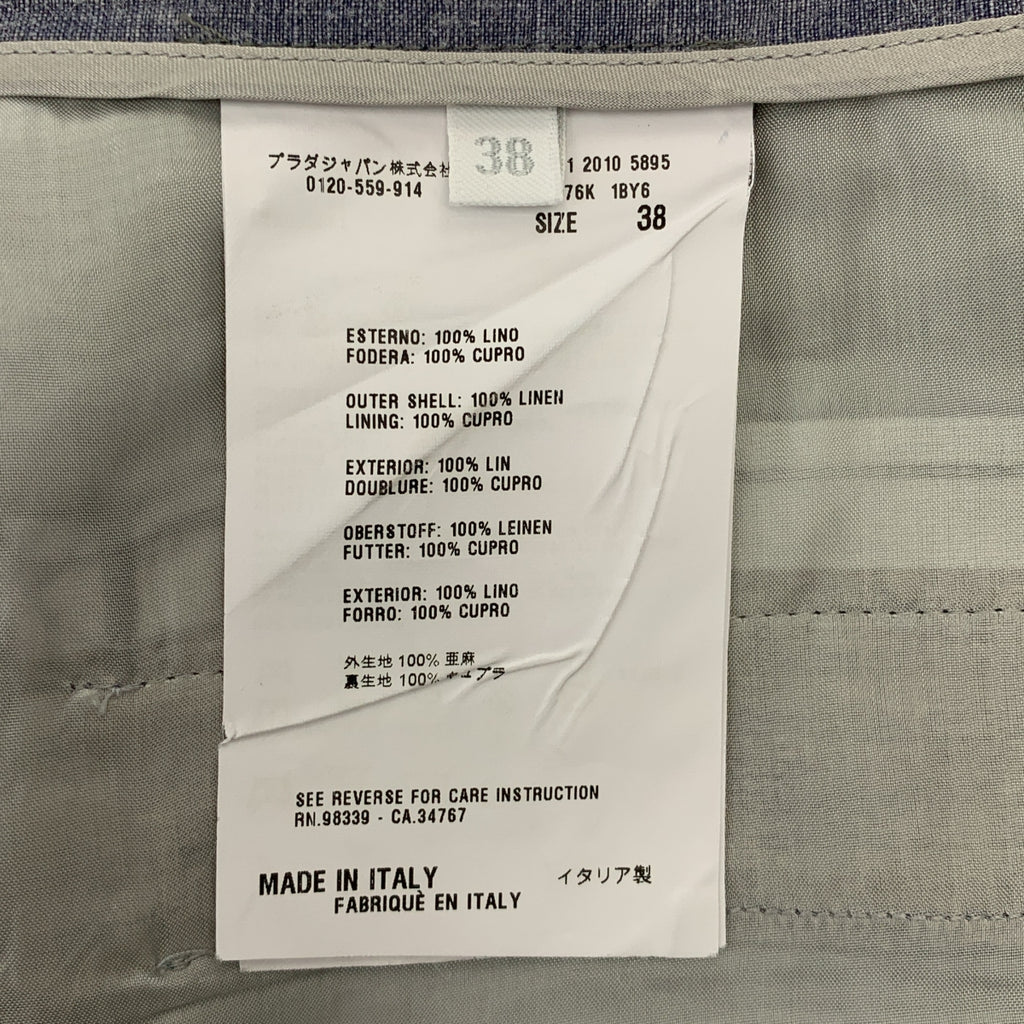 38
プラダジャパン株式会社
0120-559-914
1 2010 5895
76K 1BY6
SIZE 38
ESTERNO: 100% LINO
FODERA: 100% CUPRO
OUTER SHELL: 100% LINEN
LINING: 100% CUPRO
EXTERIOR: 100% LIN
DOUBLURE: 100% CUPRO
OBERSTOFF: 100% LEINEN
FUTTER: 100% CUPRO
EXTERIOR: 100% LINO
FORRO: 100% CUPRO
外生地 100% 亜麻
裏生地 100%
SEE REVERSE FOR CARE INSTRUCTION
RN.98339 - CA.34767
MADE IN ITALY イタリア製
FABRIQUÈ EN ITALY